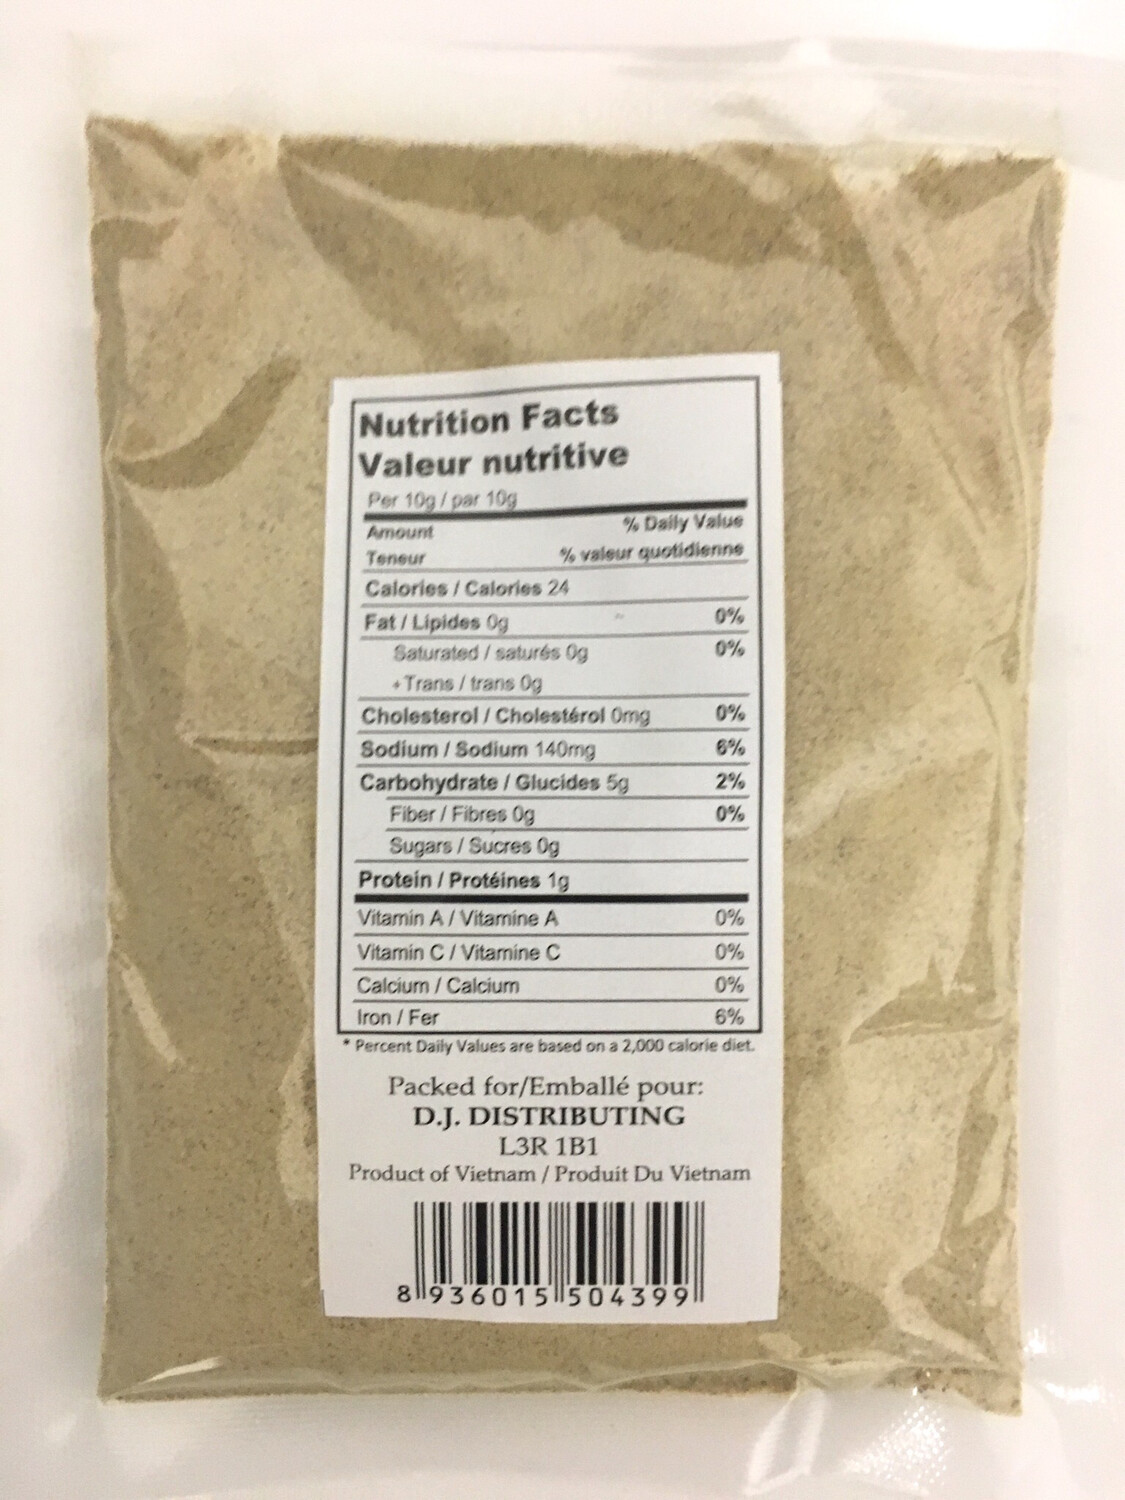 Nutrition Facts
Valeur nutritive
Per 10g / par 10g
Amount % Daily Value
Teneur % valeur quotidienne
Calories / Calories 24
Fat / Lipides 0g 0%
Saturated / saturés 0g 0%
+Trans / trans 0g
Cholesterol / Cholestérol 0mg 0%
Sodium / Sodium 140mg 6%
Carbohydrate / Glucides 5g 2%
Fiber / Fibres 0g 0%
Sugars / Sucres 0g
Protein / Protéines 1g
Vitamin A / Vitamine A 0%
Vitamin C / Vitamine C 0%
Calcium / Calcium 0%
Iron / Fer 6%
* Percent Daily Values are based on a 2,000 calorie diet.
Packed for/Emballé pour:
D.J. DISTRIBUTING
L3R 1B1
Product of Vietnam / Produit Du Vietnam
8 936015 504399